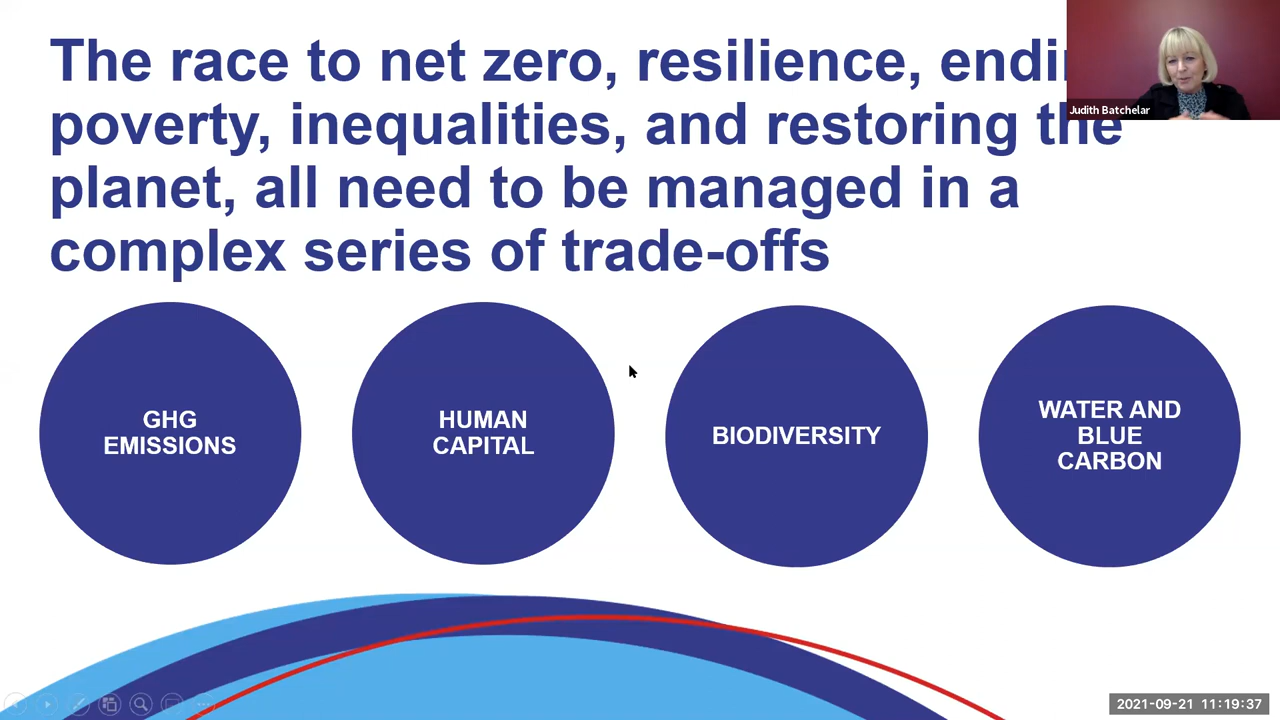 The race to net zero, resilience,
poverty, inequalities, and restoring the
planet, all need to be managed in a
complex series of trade-offs
Judith Batchelar
GHG
EMISSIONS
HUMAN
CAPITAL
BIODIVERSITY
WATER AND
BLUE
CARBON
2021-09-21 11:19:37